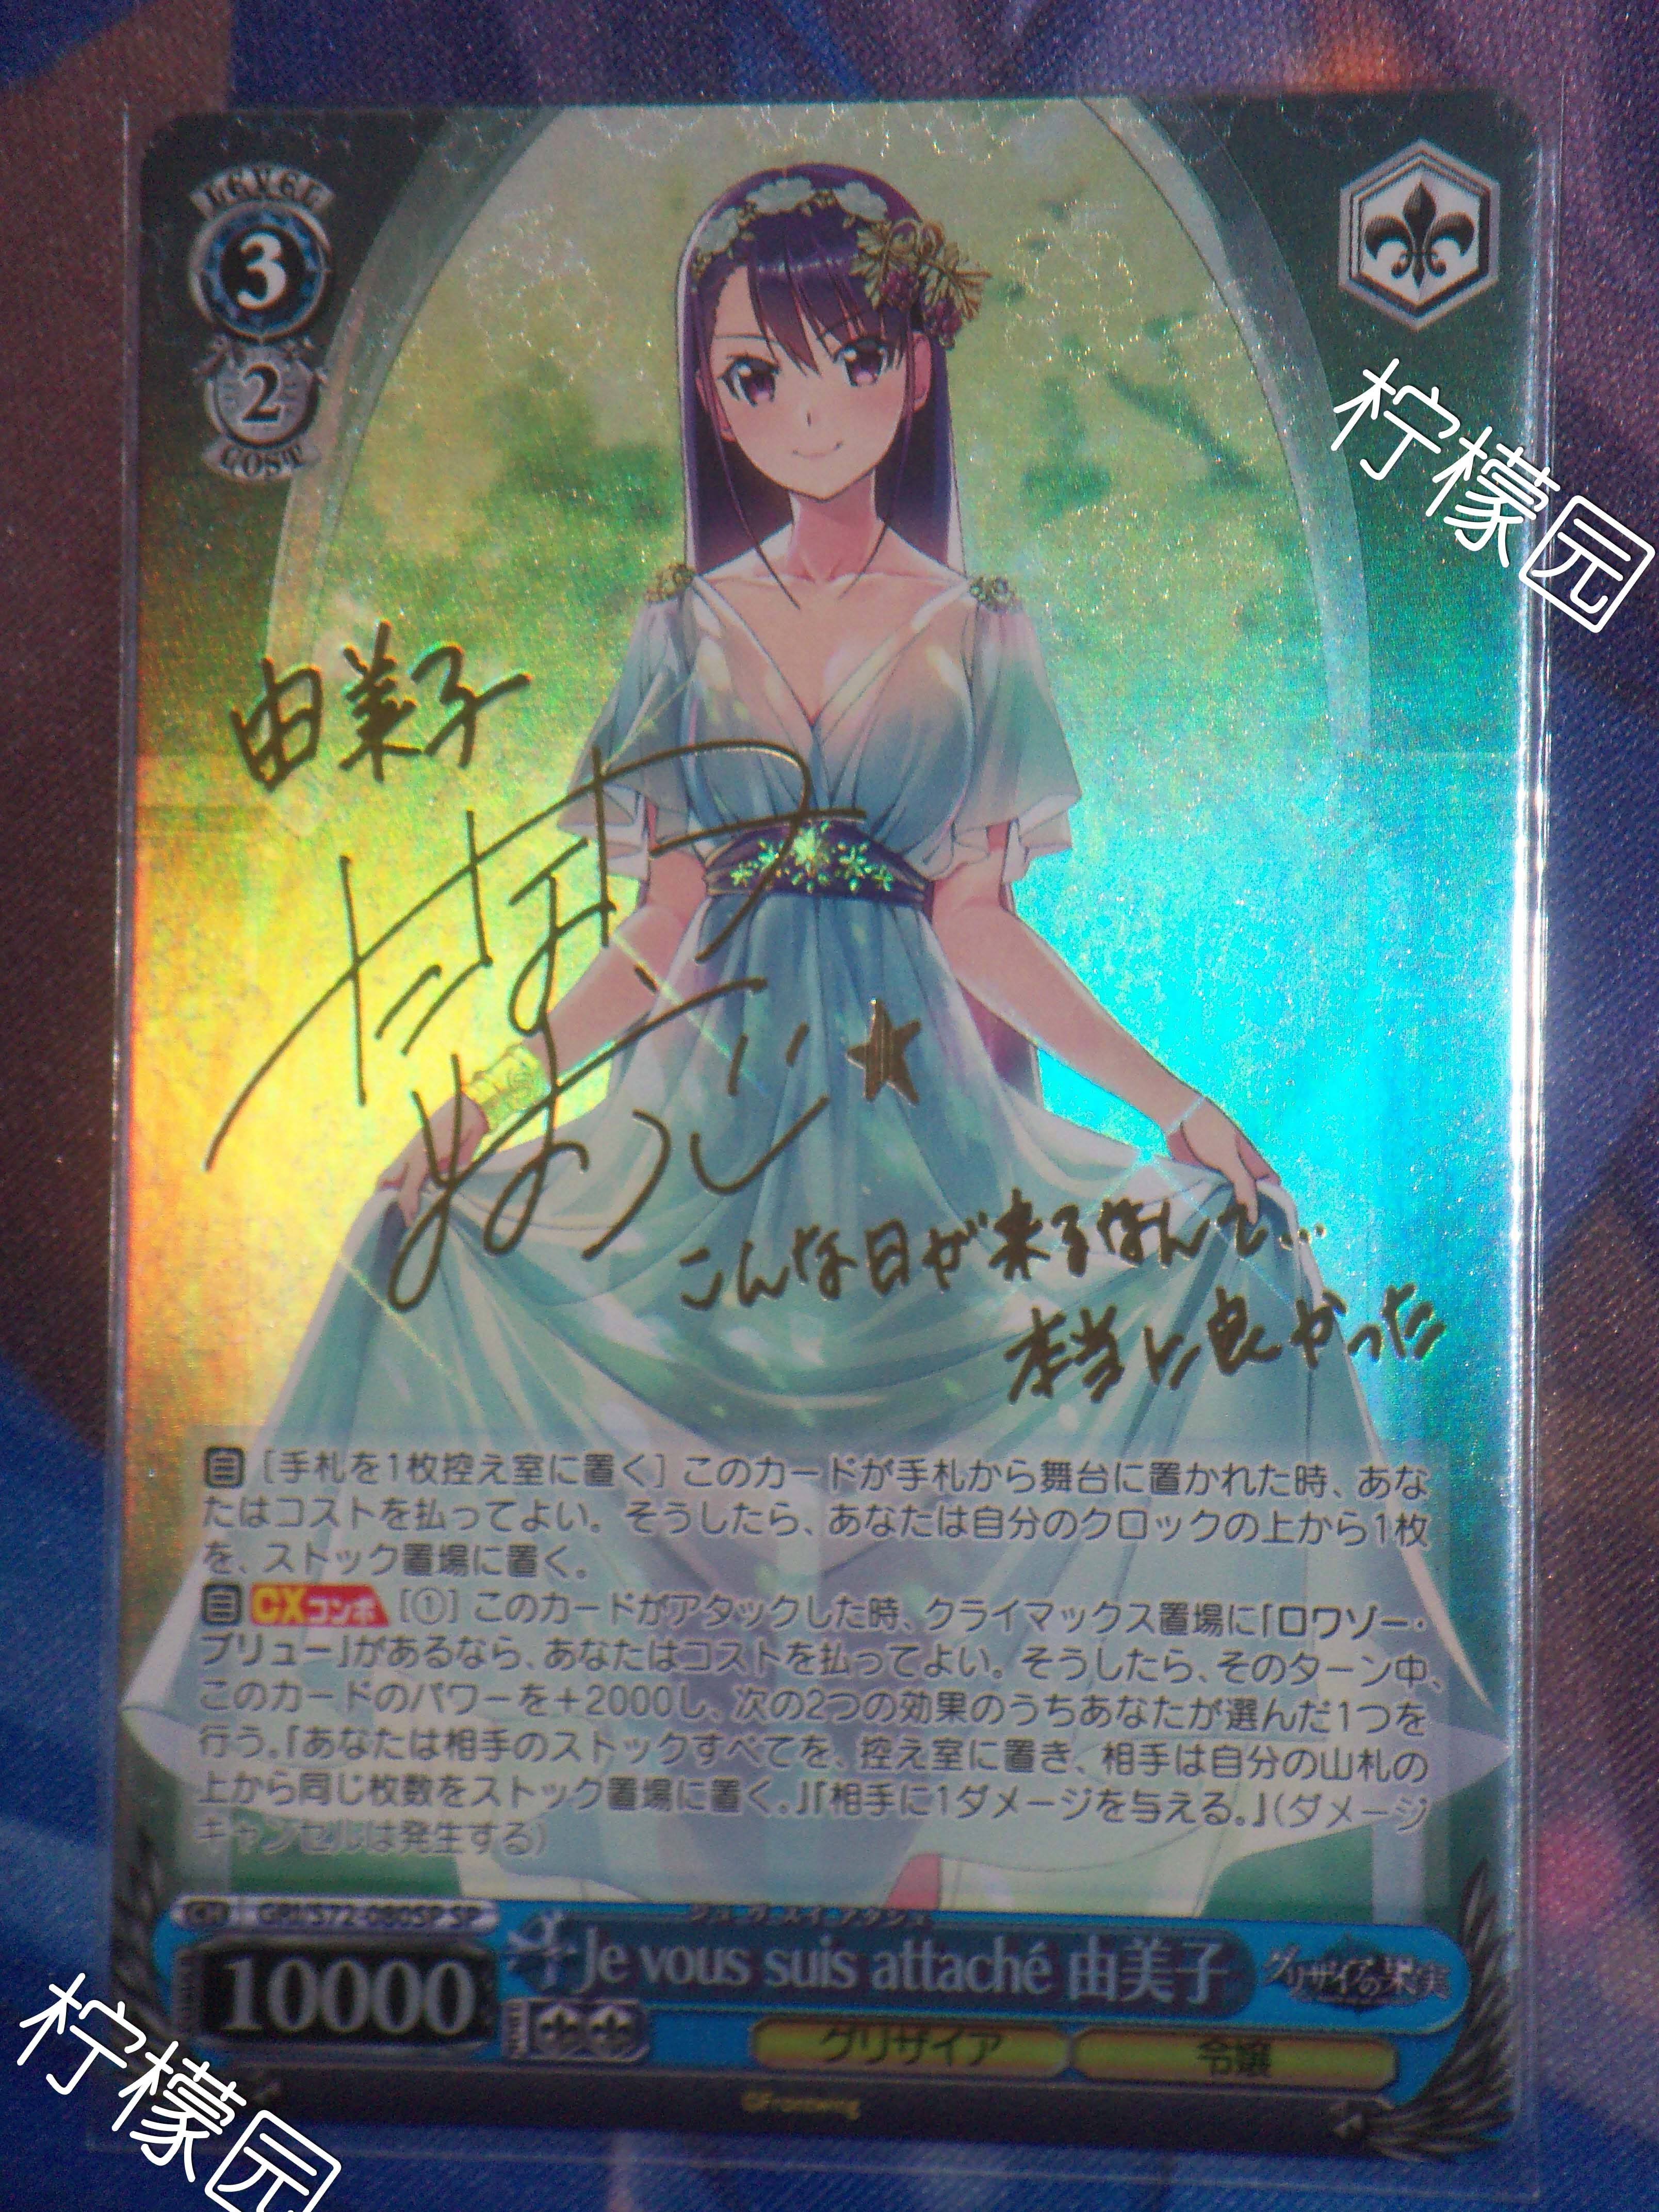 LEVEL
3
2
COST
柠檬园
由美子
こんな日が来るなんて…
本当に良かった
自 [手札を1枚控え室に置く] このカードが手札から舞台に置かれた時、あな
たはコストを払ってよい。そうしたら、あなたは自分のクロックの上から1枚
を、ストック置場に置く。
自 CXコンボ [①] このカードがアタックした時、クライマックス置場に「ロワゾー・
ブリュー」があるなら、あなたはコストを払ってよい。そうしたら、そのターン中、
このカードのパワーを+2000し、次の2つの効果のうちあなたが選んだ1つを
行う。『あなたは相手のストックすべてを、控え室に置き、相手は自分の山札の
上から同じ枚数をストック置場に置く。』『相手に1ダメージを与える。』(ダメージ
キャンセルは発生する)
CH GRI/S72-080SP SP
ジュ ヴ スイ アタシェ
10000 Je vous suis attaché 由美子 グリザイアの果実
グリザイア 令嬢
©Frontwing
柠檬园